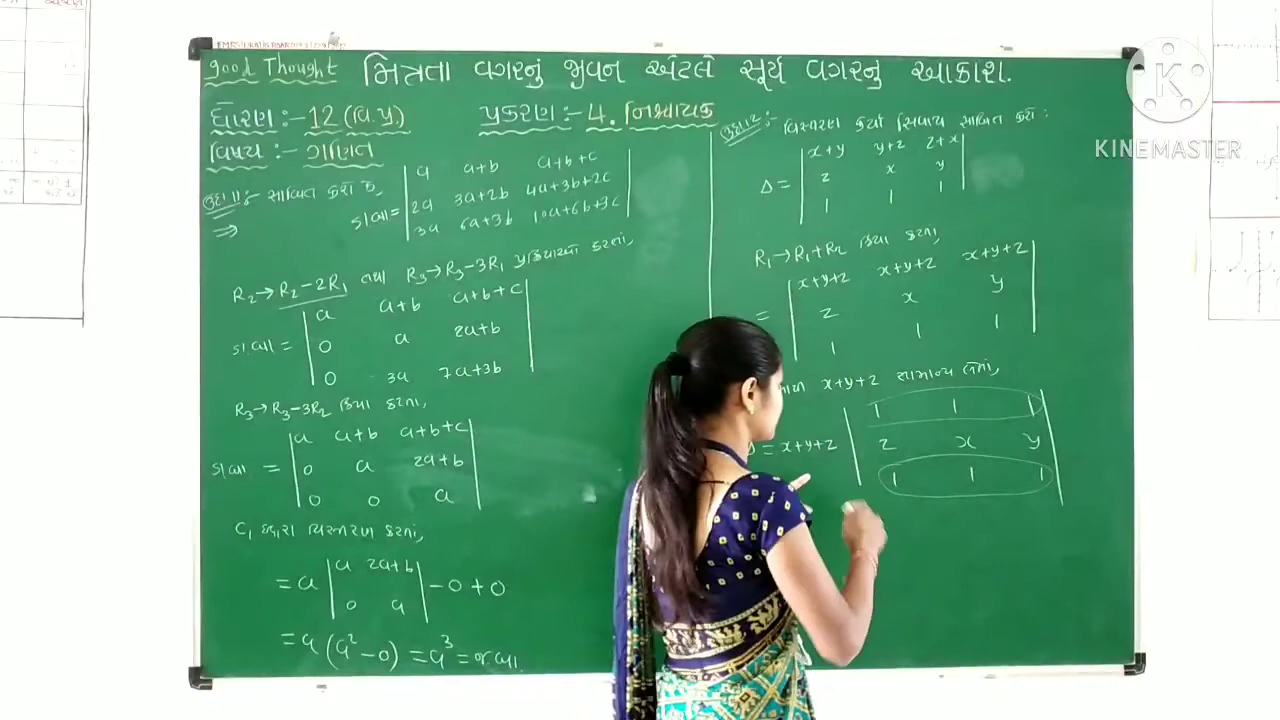 good Thought મિત્રતા વગરનું જીવન એટલે સૂર્ય વગરનું આકાશ.
ધોરણ :- 12 (વિ.પ્ર) પ્રકરણ :- 4. નિશ્ચાયક
વિષય :- ગણિત
ઉદા 11 :- સાબિત કરો કે,
⇒ ડાબા = | a a+b a+b+c |
| 2a 3a+2b 4a+3b+2c |
| 3a 6a+3b 10a+6b+3c |
R₂→R₂-2R₁ તથા R₃→R₃-3R₁ પ્રક્રિયાઓ કરતાં,
ડાબા = | a a+b a+b+c |
| 0 a 2a+b |
| 0 3a 7a+3b |
R₃→R₃-3R₂ ક્રિયા કરતાં,
ડાબા = | a a+b a+b+c |
| 0 a 2a+b |
| 0 0 a |
C₁ દ્વારા વિસ્તરણ કરતાં,
= a | a 2a+b | -0+0
| 0 a |
= a (a²-0) = a³ = જ.બા.
ઉદા 12 :- વિસ્તરણ કર્યા સિવાય સાબિત કરો :
Δ = | x+y y+z z+x |
| z x y |
| 1 1 1 |
R₁→R₁+R₂ ક્રિયા કરતાં,
= | x+y+z x+y+z x+y+z |
| z x y |
| 1 1 1 |
x+y+z સામાન્ય લેતાં,
= x+y+z | 1 1 1 |
| z x y |
| 1 1 1 |
K
KINEMASTER